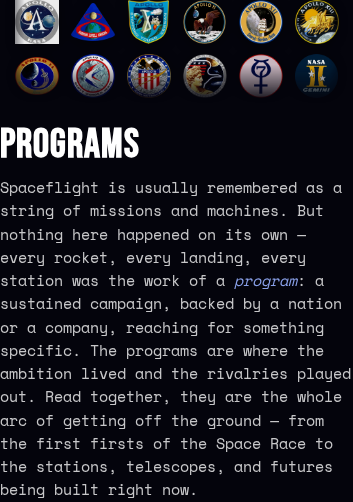 NASA
GEMINI
PROGRAMS
Spaceflight is usually remembered as a
string of missions and machines. But
nothing here happened on its own —
every rocket, every landing, every
station was the work of a program: a
sustained campaign, backed by a nation
or a company, reaching for something
specific. The programs are where the
ambition lived and the rivalries played
out. Read together, they are the whole
arc of getting off the ground — from
the first firsts of the Space Race to
the stations, telescopes, and futures
being built right now.